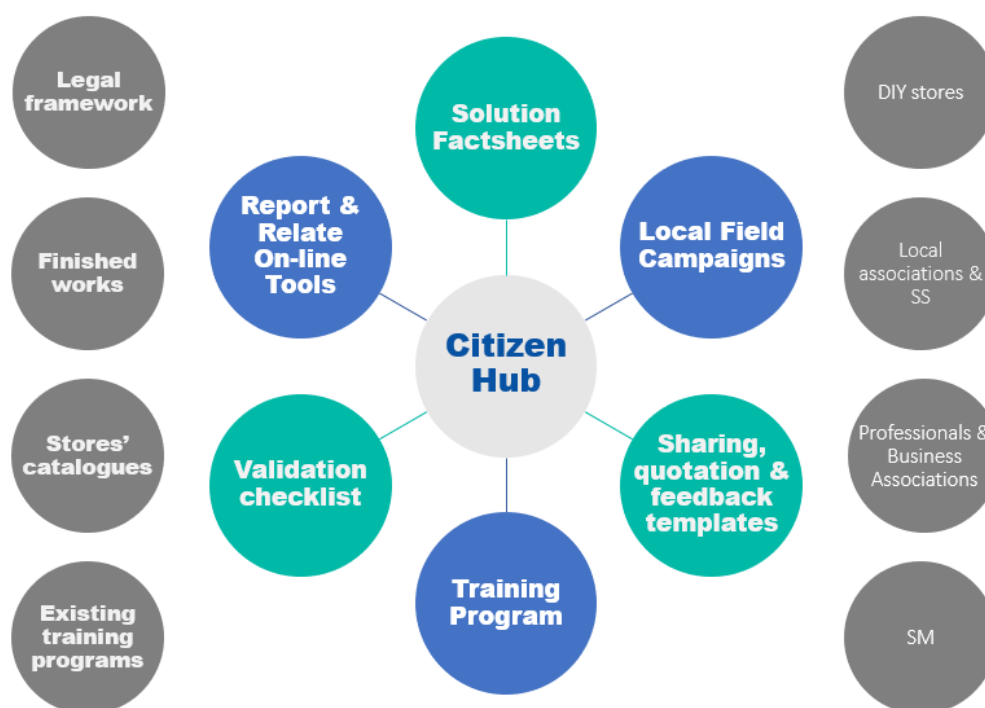 Legal
framework
Finished
works
Stores’
catalogues
Existing
training
programs
Solution
Factsheets
Report &
Relate
On-line
Tools
Local Field
Campaigns
Citizen
Hub
Validation
checklist
Sharing,
quotation &
feedback
templates
Training
Program
DIY stores
Local
associations &
SS
Professionals &
Business
Associations
SM